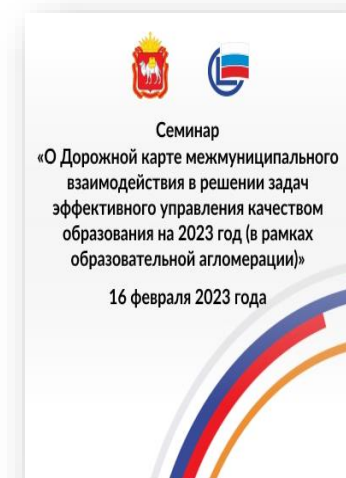 Семинар
«О Дорожной карте межмуниципального
взаимодействия в решении задач
эффективного управления качеством
образования на 2023 год (в рамках
образовательной агломерации)»
16 февраля 2023 года